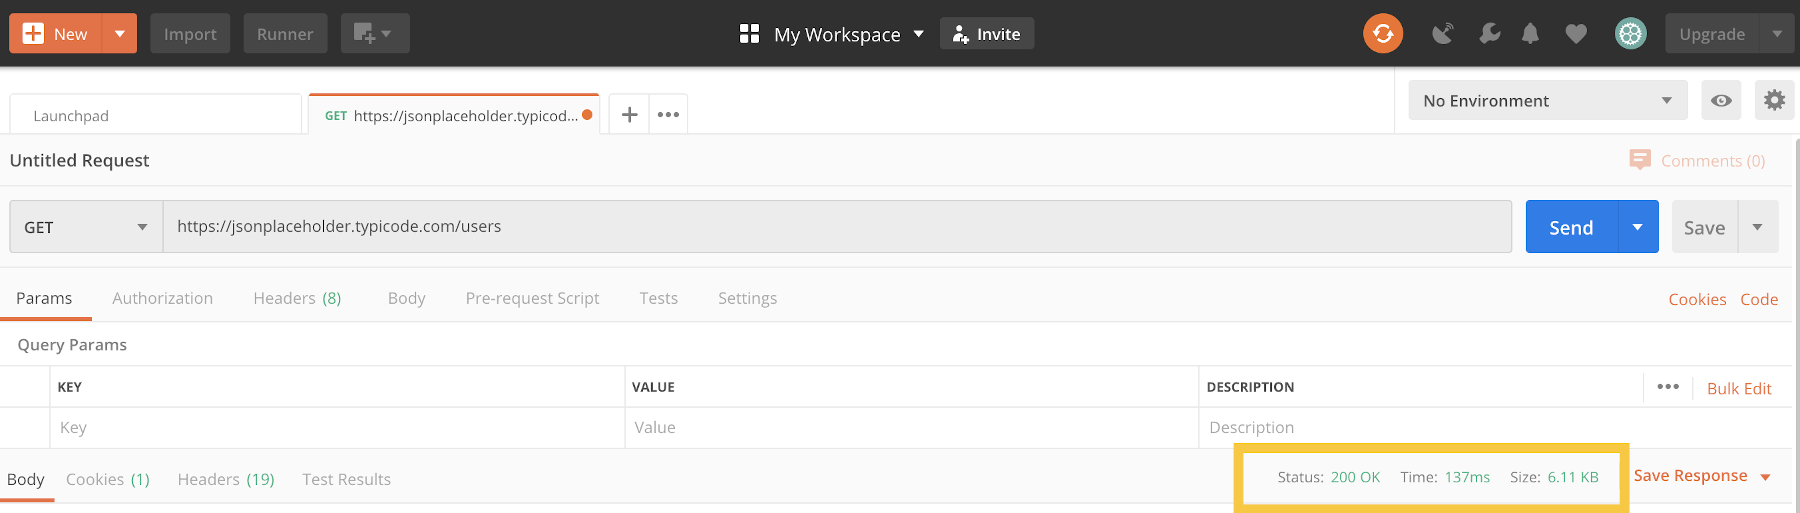 New Import Runner My Workspace Invite Upgrade
Launchpad GET https://jsonplaceholder.typicod... + ••• No Environment
Untitled Request Comments (0)
GET https://jsonplaceholder.typicode.com/users Send Save
Params Authorization Headers (8) Body Pre-request Script Tests Settings Cookies Code
Query Params
KEY VALUE DESCRIPTION ••• Bulk Edit
Key Value Description
Body Cookies (1) Headers (19) Test Results Status: 200 OK Time: 137ms Size: 6.11 KB Save Response